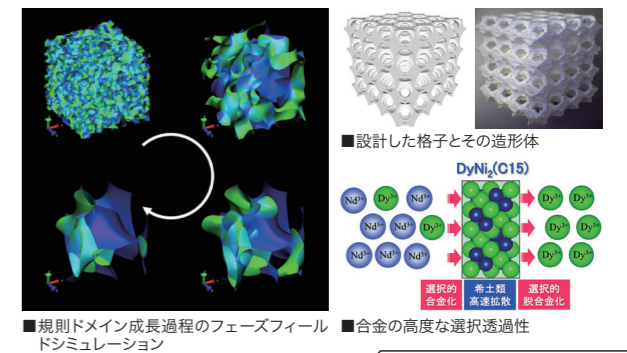 ■設計した格子とその造形体
DyNi₂(C15)
Nd³⁺ Dy³⁺ Dy³⁺ Dy³⁺
Nd³⁺ Nd³⁺ Dy³⁺ Dy³⁺ Dy³⁺
Nd³⁺ Nd³⁺ Nd³⁺ Dy³⁺ Dy³⁺
選択的 希土類 選択的
合金化 高速拡散 脱合金化
■規則ドメイン成長過程のフェーズフィール
ドシミュレーション
■合金の高度な選択透過性